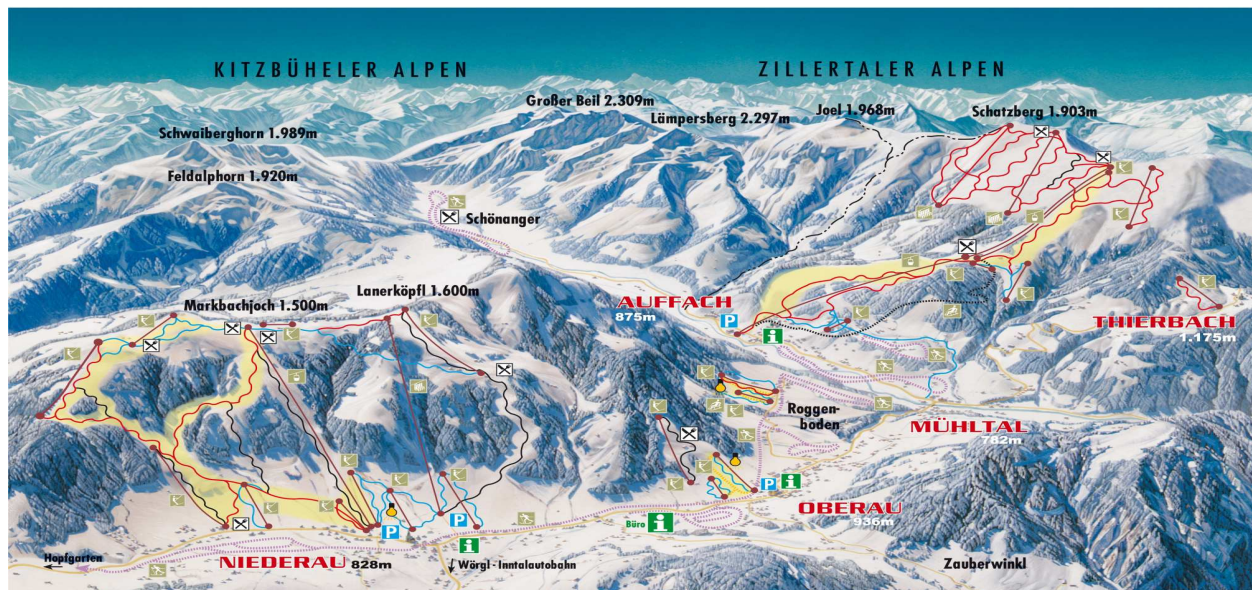 KITZBÜHELER ALPEN
ZILLERTALER ALPEN
Großer Beil 2.309m
Joel 1.968m
Schatzberg 1.903m
Lämpersberg 2.297m
Schwaiberghorn 1.989m
Feldalphorn 1.920m
Schönanger
Lanerköpfl 1.600m
Markbachjoch 1.500m
AUFFACH
875m
P
i
THIERBACH
1.175m
Roggen-
boden
MÜHLTAL
782m
P
i
OBERAU
936m
Büro
i
P
P
i
Hopfgarten
NIEDERAU 828m
Wörgl - Inntalautobahn
Zauberwinkl